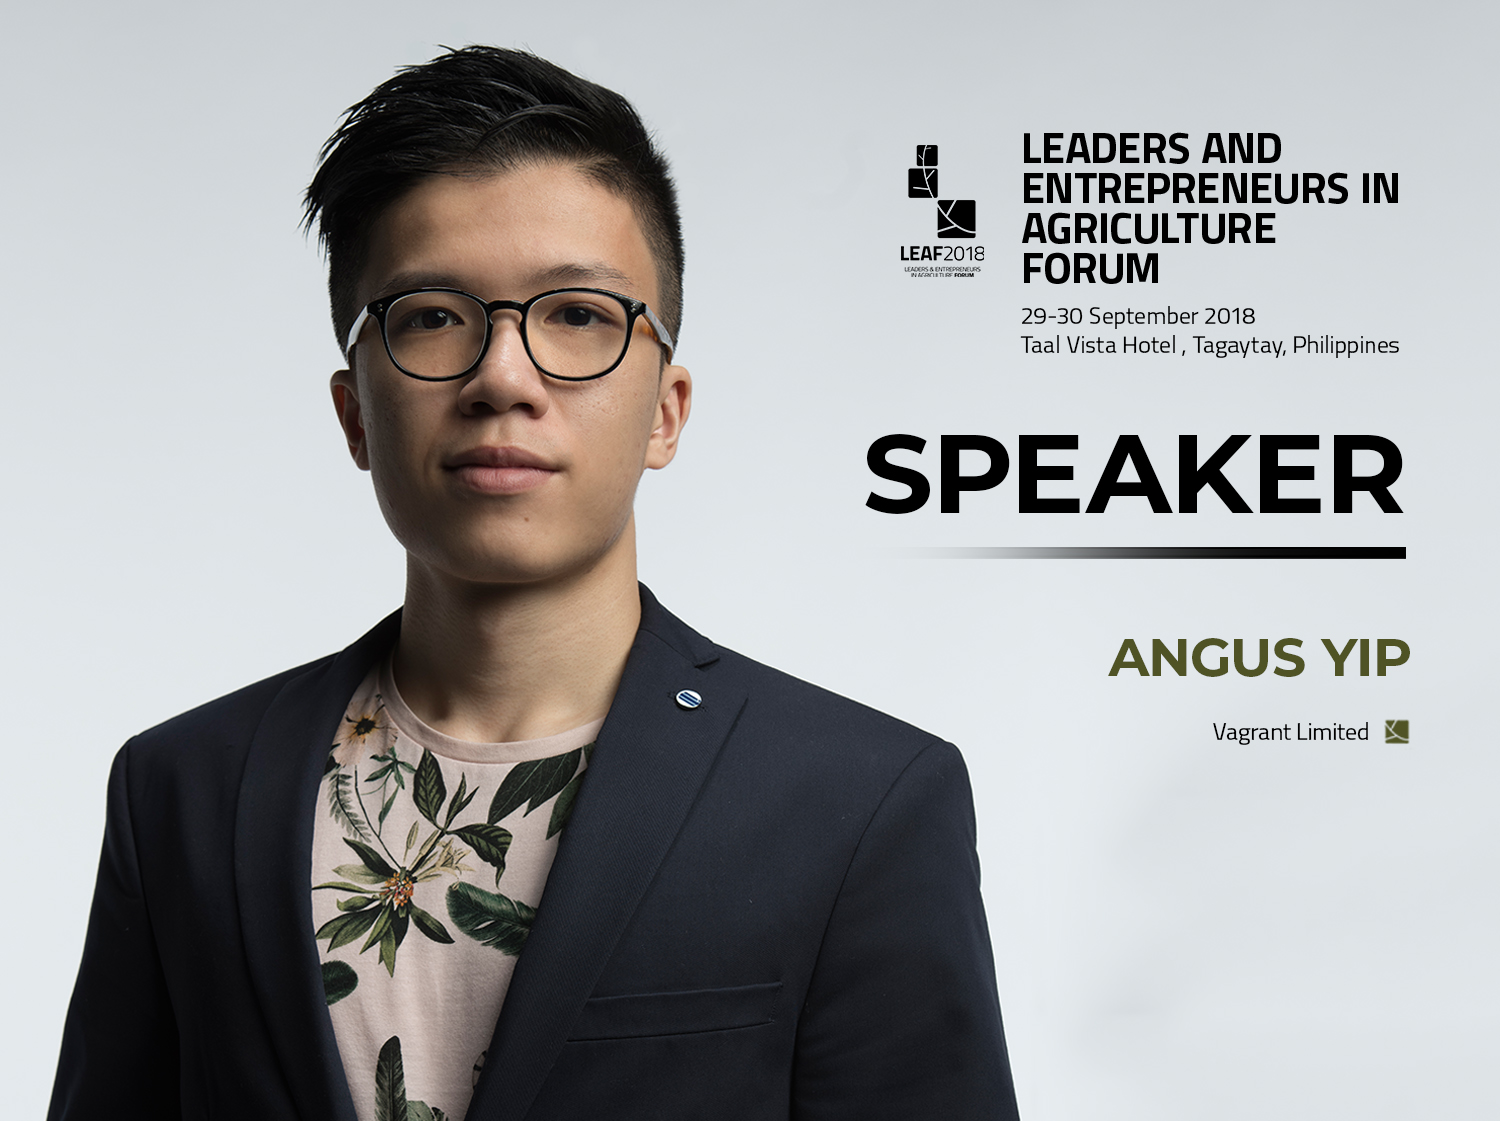 LEADERS AND
ENTREPRENEURS IN
AGRICULTURE
FORUM
LEAF2018
LEADERS & ENTREPRENEURS
IN AGRICULTURE FORUM
29-30 September 2018
Taal Vista Hotel , Tagaytay, Philippines
SPEAKER
ANGUS YIP
Vagrant Limited